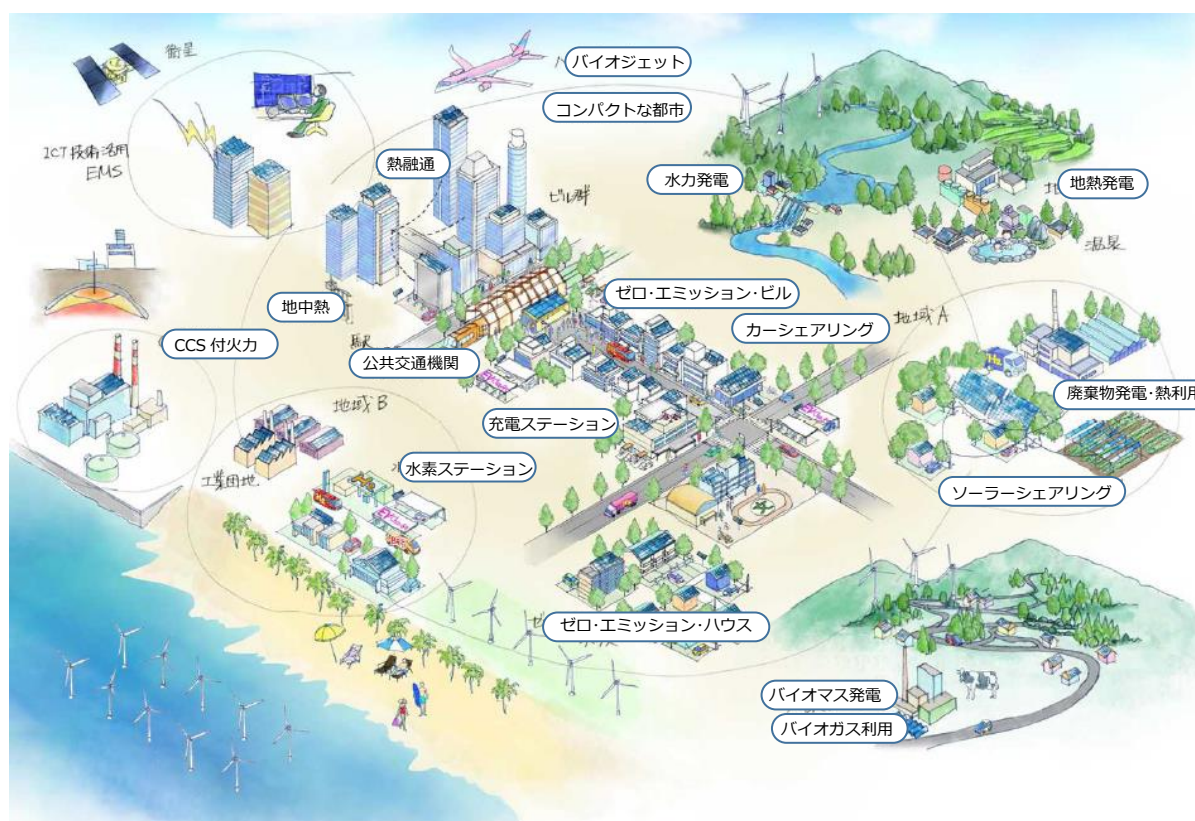 衛星
バイオジェット
コンパクトな都市
ICT技術活用
EMS
熱融通
ビル群
水力発電
地熱発電
温泉
地中熱
ゼロ・エミッション・ビル
カーシェアリング
地域A
CCS 付火力
駅
公共交通機関
H2
廃棄物発電・熱利用
地域B
充電ステーション
水素ステーション
工業団地
ソーラーシェアリング
ゼロ・エミッション・ハウス
バイオマス発電
バイオガス利用